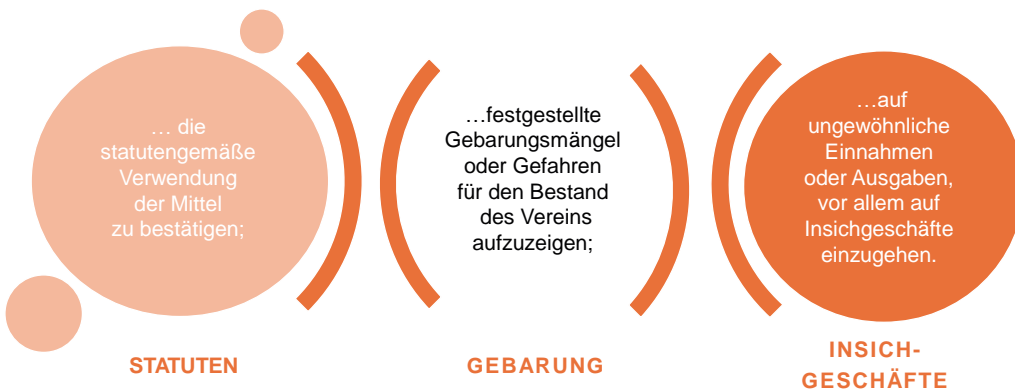 … die
statutengemäße
Verwendung
der Mittel
zu bestätigen;
STATUTEN
…festgestellte
Gebarungsmängel
oder Gefahren
für den Bestand
des Vereins
aufzuzeigen;
GEBARUNG
…auf
ungewöhnliche
Einnahmen
oder Ausgaben,
vor allem auf
Insichgeschäfte
einzugehen.
INSICH-
GESCHÄFTE